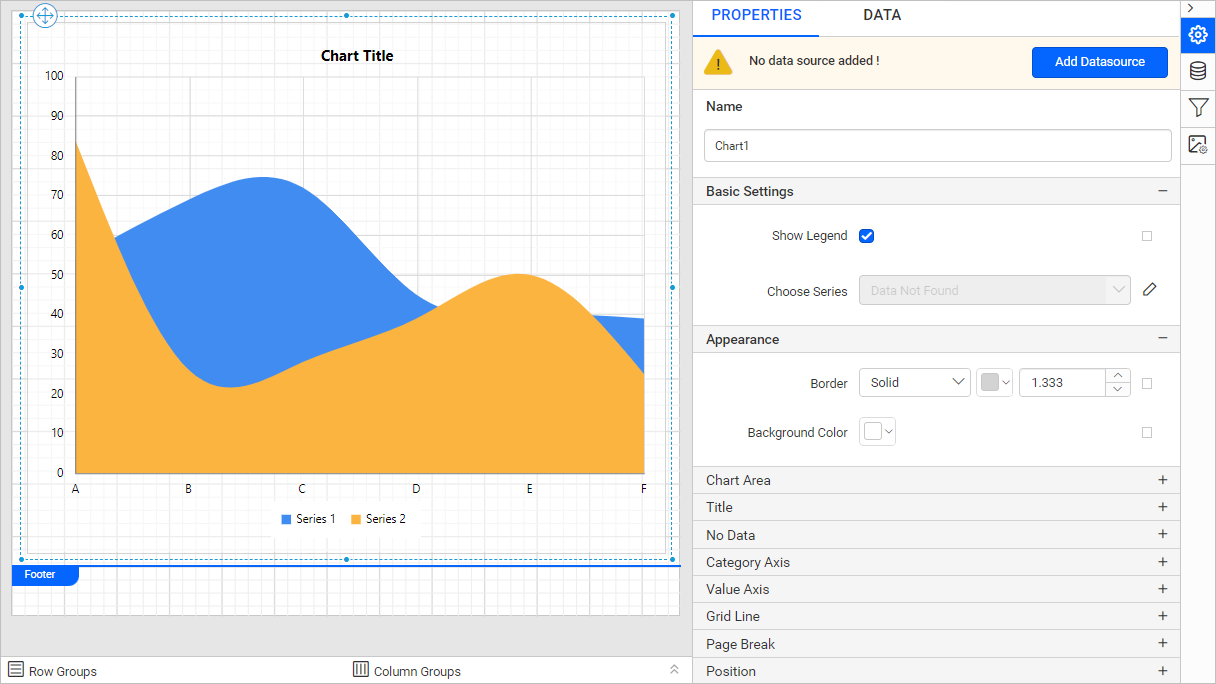 Chart Title
100
90
80
70
60
50
40
30
20
10
0
A B C D E F
Series 1 Series 2
Footer
Row Groups
Column Groups
PROPERTIES DATA
No data source added !
Add Datasource
Name
Chart1
Basic Settings
Show Legend
Choose Series Data Not Found
Appearance
Border Solid 1.333
Background Color
Chart Area
Title
No Data
Category Axis
Value Axis
Grid Line
Page Break
Position